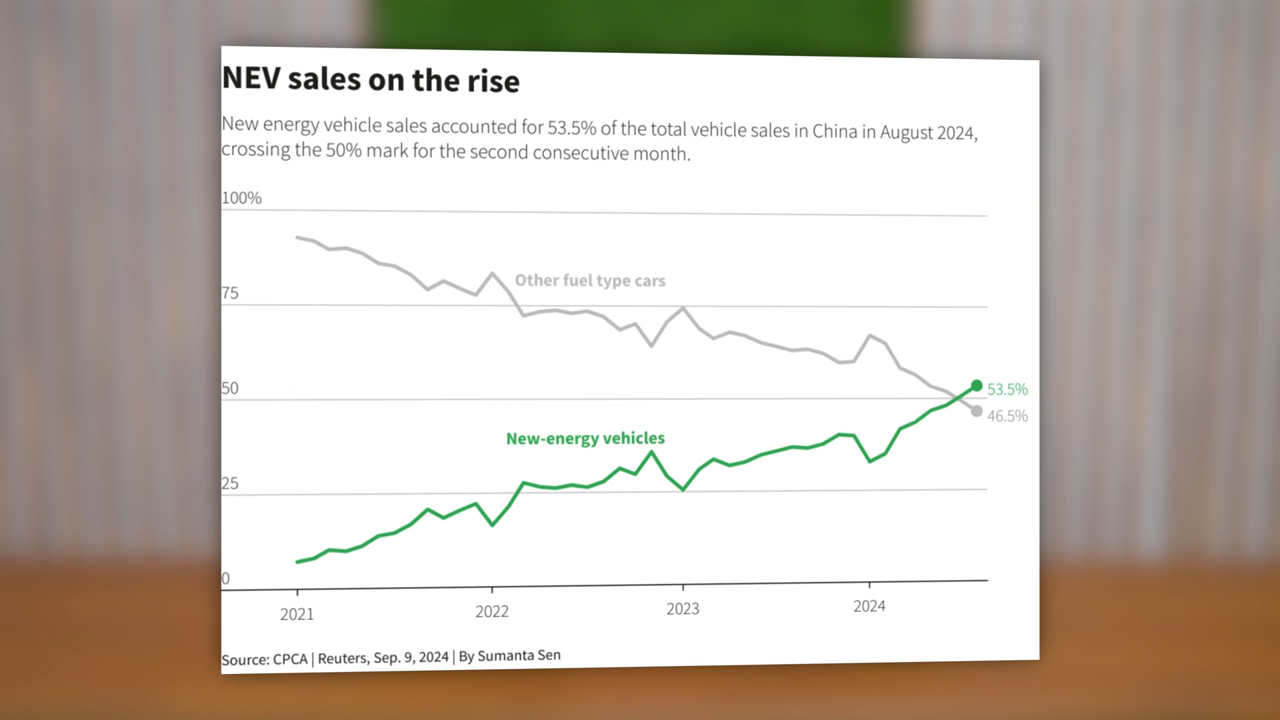 NEV sales on the rise
New energy vehicle sales accounted for 53.5% of the total vehicle sales in China in August 2024,
crossing the 50% mark for the second consecutive month.
100%
Other fuel type cars
75
50
53.5%
46.5%
New-energy vehicles
25
0
2021
2022
2023
2024
Source: CPCA | Reuters, Sep. 9, 2024 | By Sumanta Sen